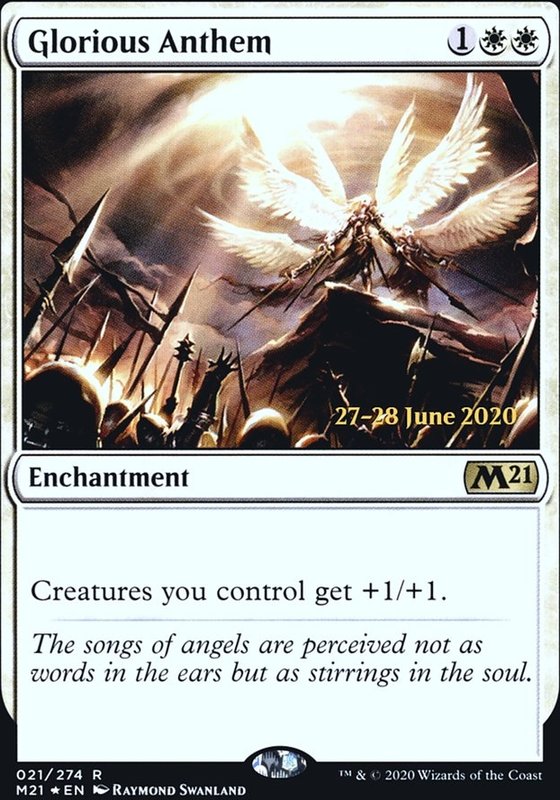 Glorious Anthem 1
27–28 June 2020
Enchantment M21
Creatures you control get +1/+1.
The songs of angels are perceived not as
words in the ears but as stirrings in the soul.
021/274 R
M21 ★ EN Raymond Swanland
™ & © 2020 Wizards of the Coast